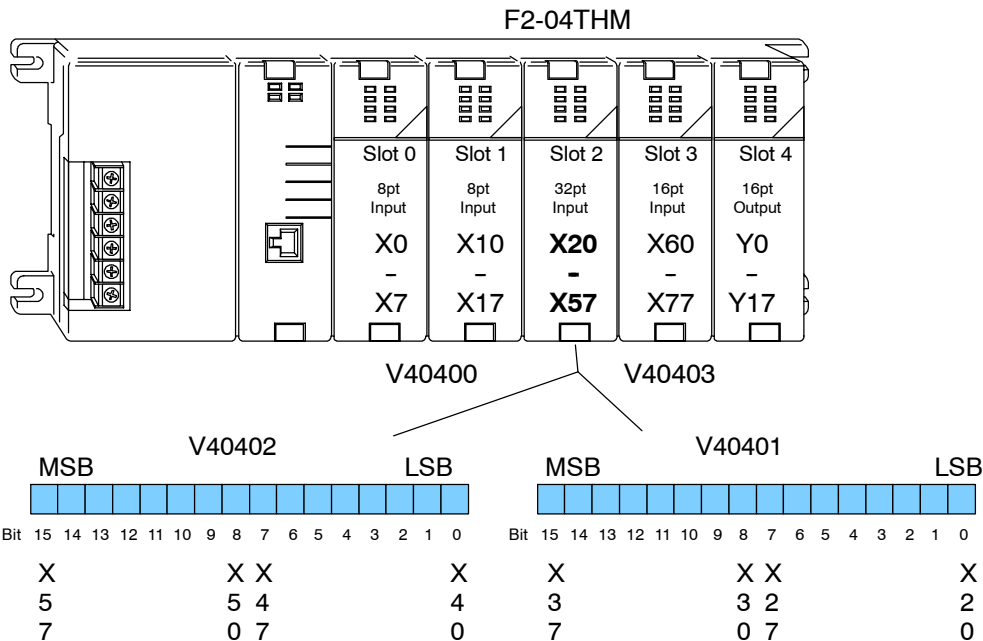 F2-04THM
Slot 0 Slot 1 Slot 2 Slot 3 Slot 4
8pt 8pt 32pt 16pt 16pt
Input Input Input Input Output
X0 X10 X20 X60 Y0
- - - - -
X7 X17 X57 X77 Y17
V40400 V40403
V40402 V40401
MSB LSB MSB LSB
Bit 15 14 13 12 11 10 9 8 7 6 5 4 3 2 1 0 Bit 15 14 13 12 11 10 9 8 7 6 5 4 3 2 1 0
X X X X X X X X
5 5 4 4 3 3 2 2
7 0 7 0 7 0 7 0